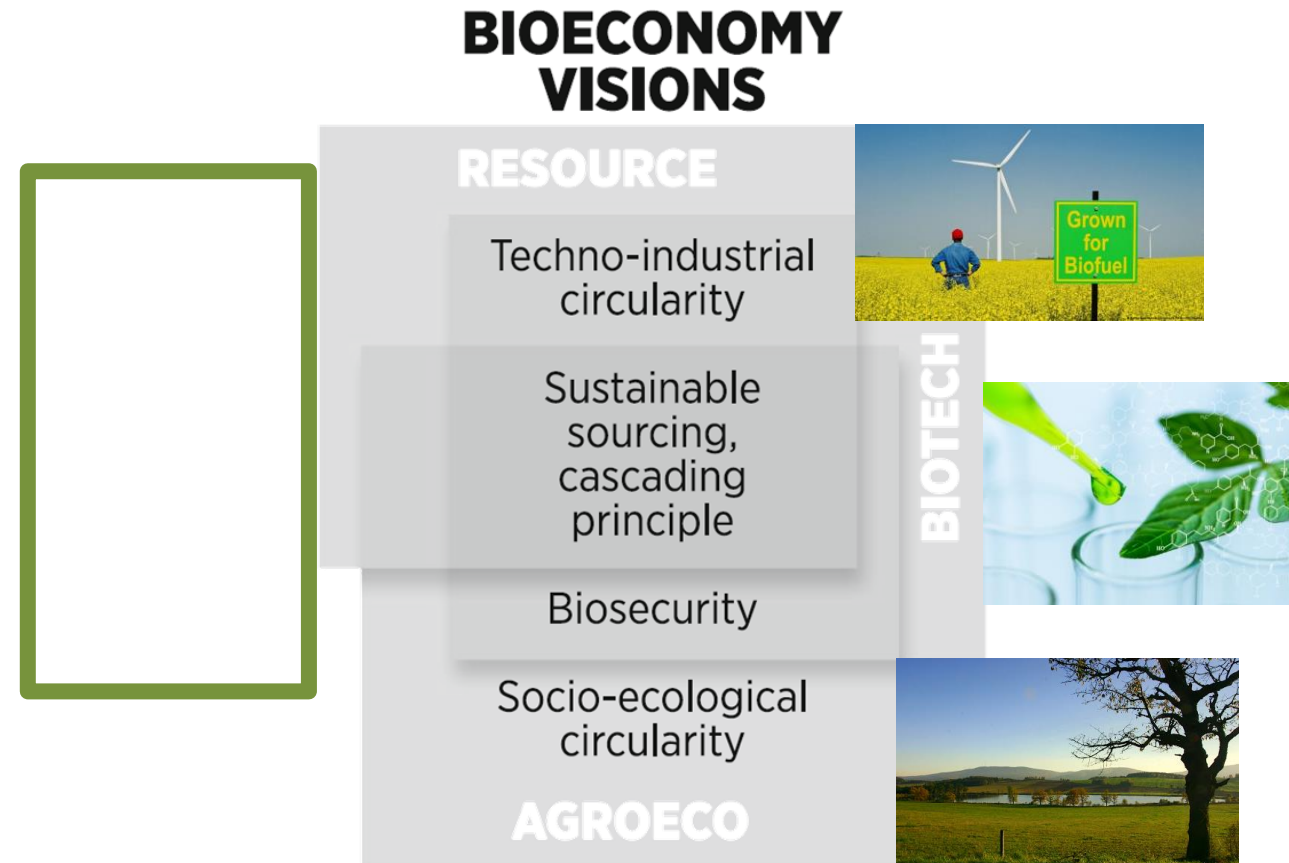 BIOECONOMY
VISIONS
RESOURCE
Grown
for
Biofuel
Techno-industrial
circularity
BIOTECH
Sustainable
sourcing,
cascading
principle
Biosecurity
Socio-ecological
circularity
AGROECO